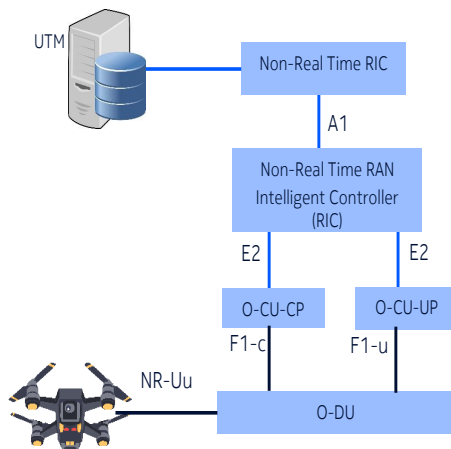 UTM
Non-Real Time RIC
A1
Non-Real Time RAN
Intelligent Controller
(RIC)
E2
E2
O-CU-CP
O-CU-UP
F1-c
F1-u
NR-Uu
O-DU